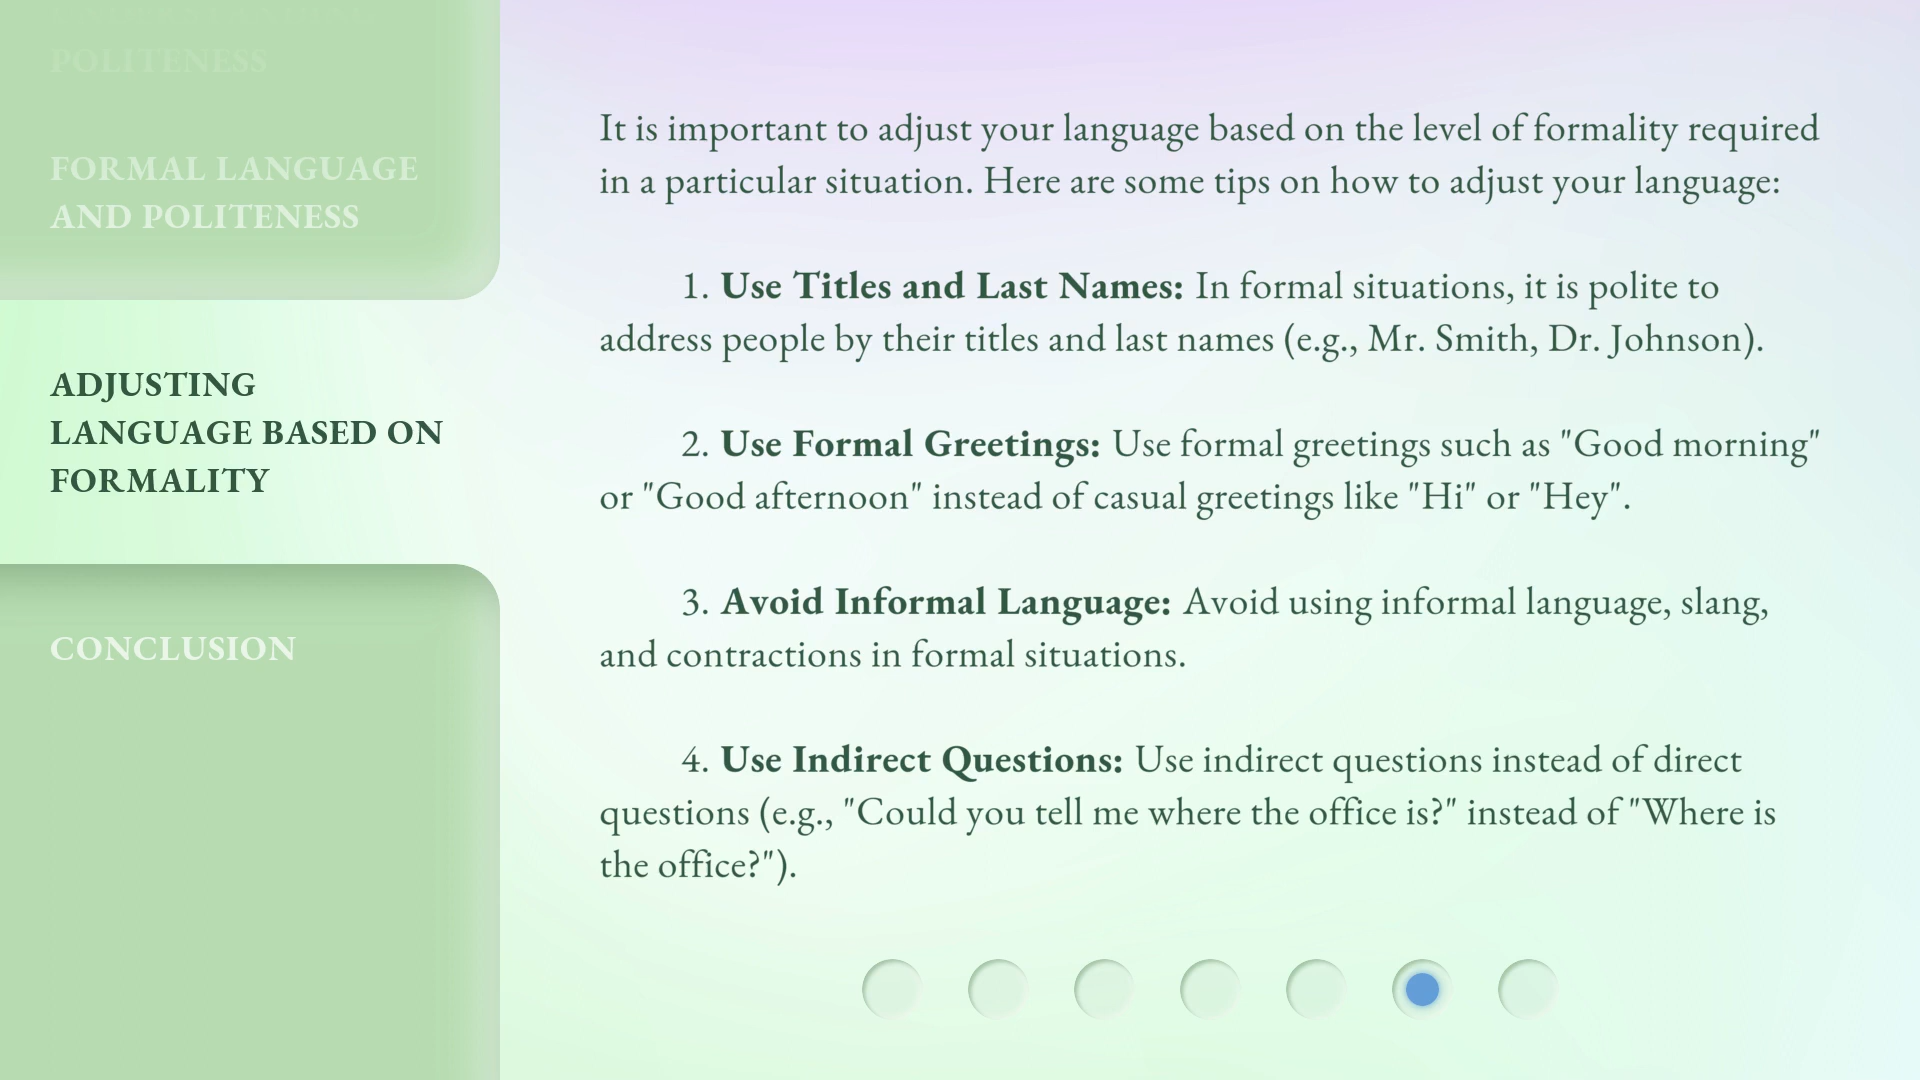 POLITENESS
FORMAL LANGUAGE
AND POLITENESS
ADJUSTING
LANGUAGE BASED ON
FORMALITY
CONCLUSION
It is important to adjust your language based on the level of formality required
in a particular situation. Here are some tips on how to adjust your language:
1. Use Titles and Last Names: In formal situations, it is polite to
address people by their titles and last names (e.g., Mr. Smith, Dr. Johnson).
2. Use Formal Greetings: Use formal greetings such as "Good morning"
or "Good afternoon" instead of casual greetings like "Hi" or "Hey".
3. Avoid Informal Language: Avoid using informal language, slang,
and contractions in formal situations.
4. Use Indirect Questions: Use indirect questions instead of direct
questions (e.g., "Could you tell me where the office is?" instead of "Where is
the office?").